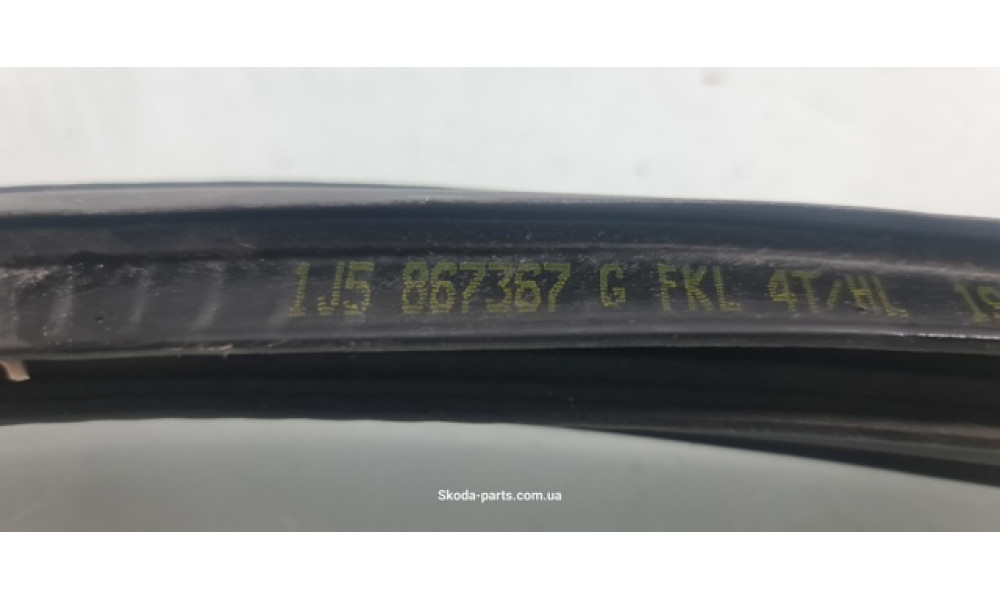 1J5 867367 G FKL 4T/HL
Skoda-parts.com.ua